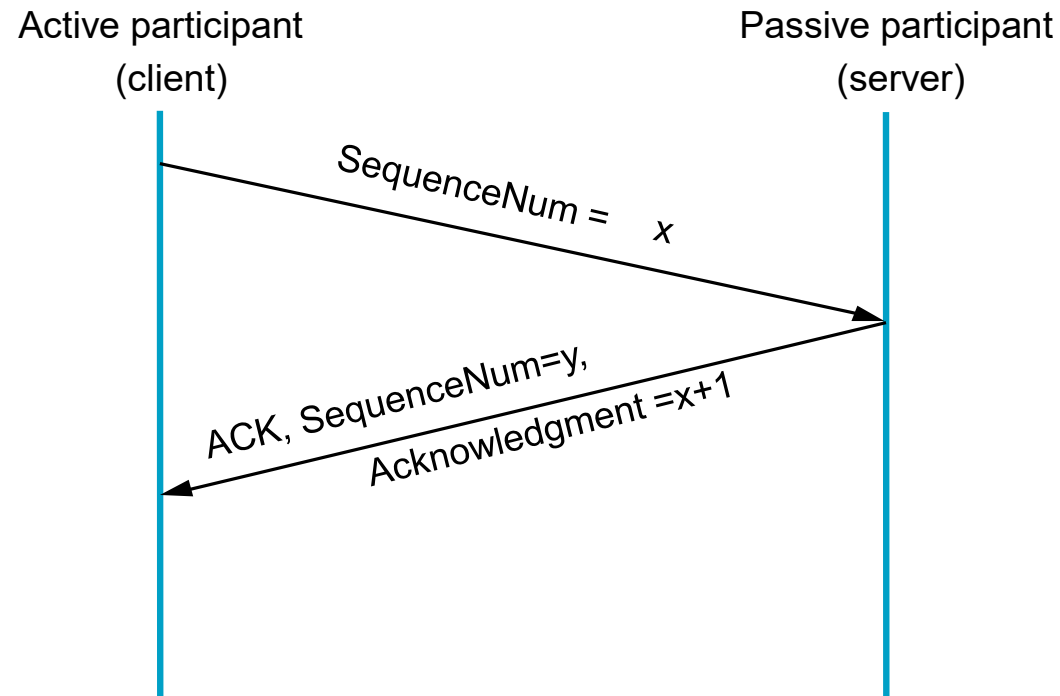 Active participant
(client)
Passive participant
(server)
SequenceNum = x
ACK, SequenceNum=y,
Acknowledgment =x+1